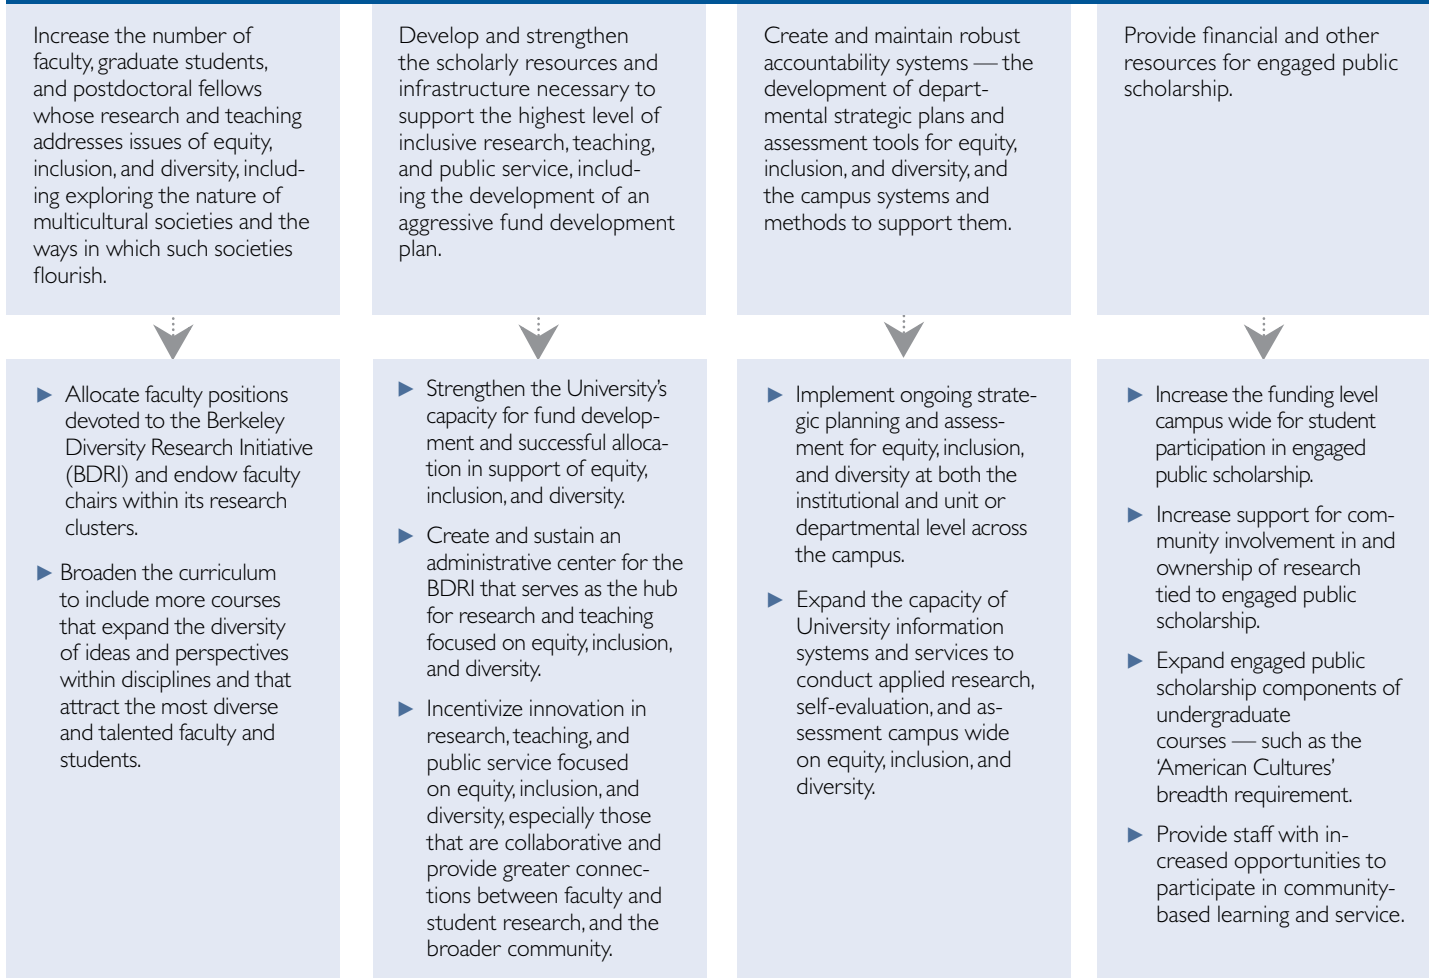 Increase the number of
faculty, graduate students,
and postdoctoral fellows
whose research and teaching
addresses issues of equity,
inclusion, and diversity, includ-
ing exploring the nature of
multicultural societies and the
ways in which such societies
flourish.
Develop and strengthen
the scholarly resources and
infrastructure necessary to
support the highest level of
inclusive research, teaching,
and public service, includ-
ing the development of an
aggressive fund development
plan.
Create and maintain robust
accountability systems — the
development of depart-
mental strategic plans and
assessment tools for equity,
inclusion, and diversity, and
the campus systems and
methods to support them.
Provide financial and other
resources for engaged public
scholarship.
► Allocate faculty positions
devoted to the Berkeley
Diversity Research Initiative
(BDRI) and endow faculty
chairs within its research
clusters.
► Broaden the curriculum
to include more courses
that expand the diversity
of ideas and perspectives
within disciplines and that
attract the most diverse
and talented faculty and
students.
► Strengthen the University's
capacity for fund develop-
ment and successful alloca-
tion in support of equity,
inclusion, and diversity.
► Create and sustain an
administrative center for the
BDRI that serves as the hub
for research and teaching
focused on equity, inclusion,
and diversity.
► Incentivize innovation in
research, teaching, and
public service focused
on equity, inclusion, and
diversity, especially those
that are collaborative and
provide greater connec-
tions between faculty and
student research, and the
broader community.
► Implement ongoing strate-
gic planning and assess-
ment for equity, inclusion,
and diversity at both the
institutional and unit or
departmental level across
the campus.
► Expand the capacity of
University information
systems and services to
conduct applied research,
self-evaluation, and as-
sessment campus wide
on equity, inclusion, and
diversity.
► Increase the funding level
campus wide for student
participation in engaged
public scholarship.
► Increase support for com-
munity involvement in and
ownership of research
tied to engaged public
scholarship.
► Expand engaged public
scholarship components of
undergraduate
courses — such as the
'American Cultures'
breadth requirement.
► Provide staff with in-
creased opportunities to
participate in community-
based learning and service.